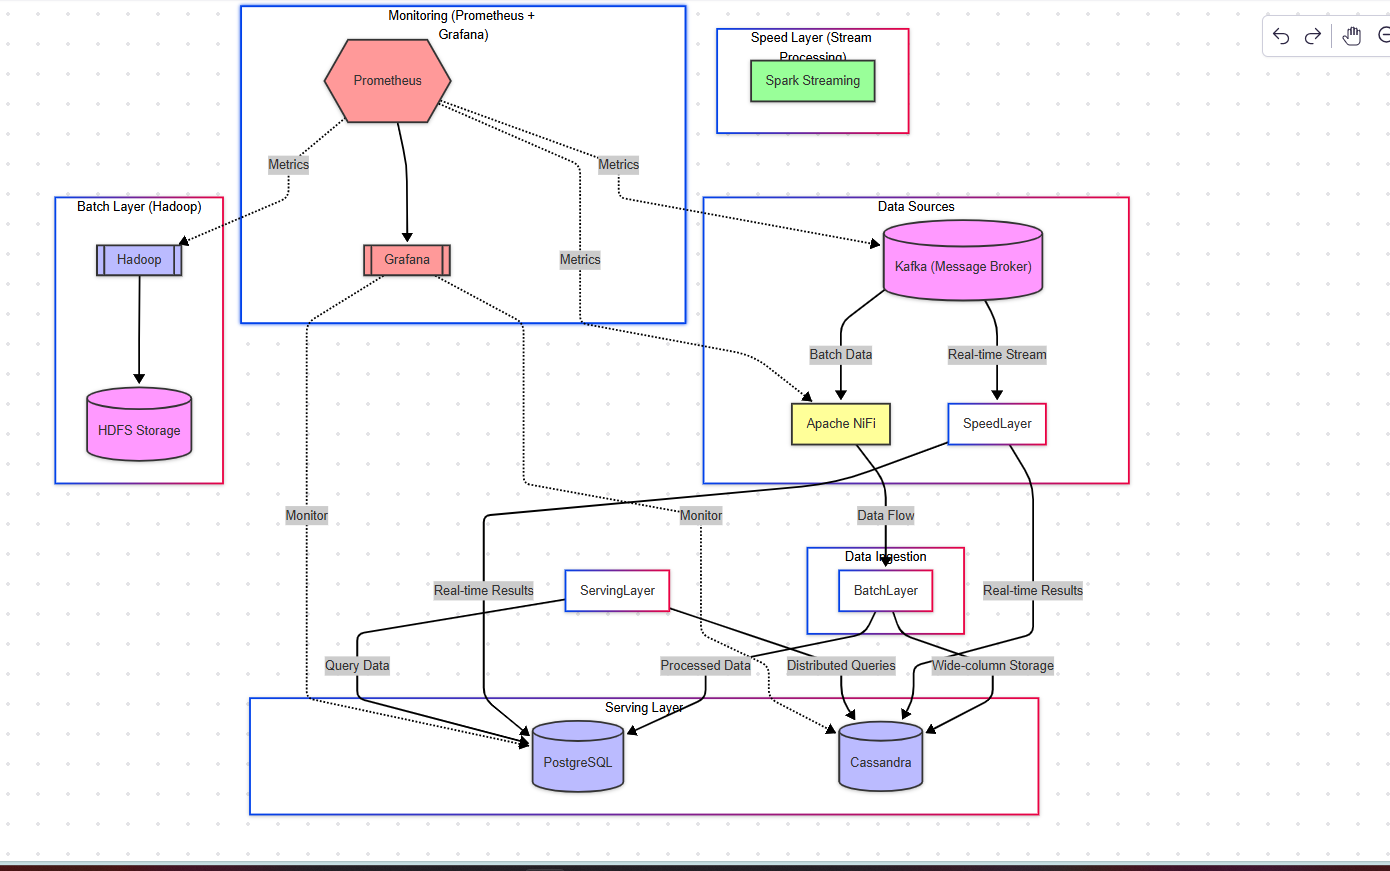 Monitoring (Prometheus +
Grafana)
Speed Layer (Stream
Processing)
Prometheus
Spark Streaming
Metrics
Metrics
Batch Layer (Hadoop)
Data Sources
Hadoop
Grafana
Metrics
Kafka (Message Broker)
Batch Data
Real-time Stream
HDFS Storage
Apache NiFi
SpeedLayer
Monitor
Monitor
Data Flow
Data Ingestion
Real-time Results
ServingLayer
BatchLayer
Real-time Results
Query Data
Processed Data
Distributed Queries
Wide-column Storage
Serving Layer
PostgreSQL
Cassandra